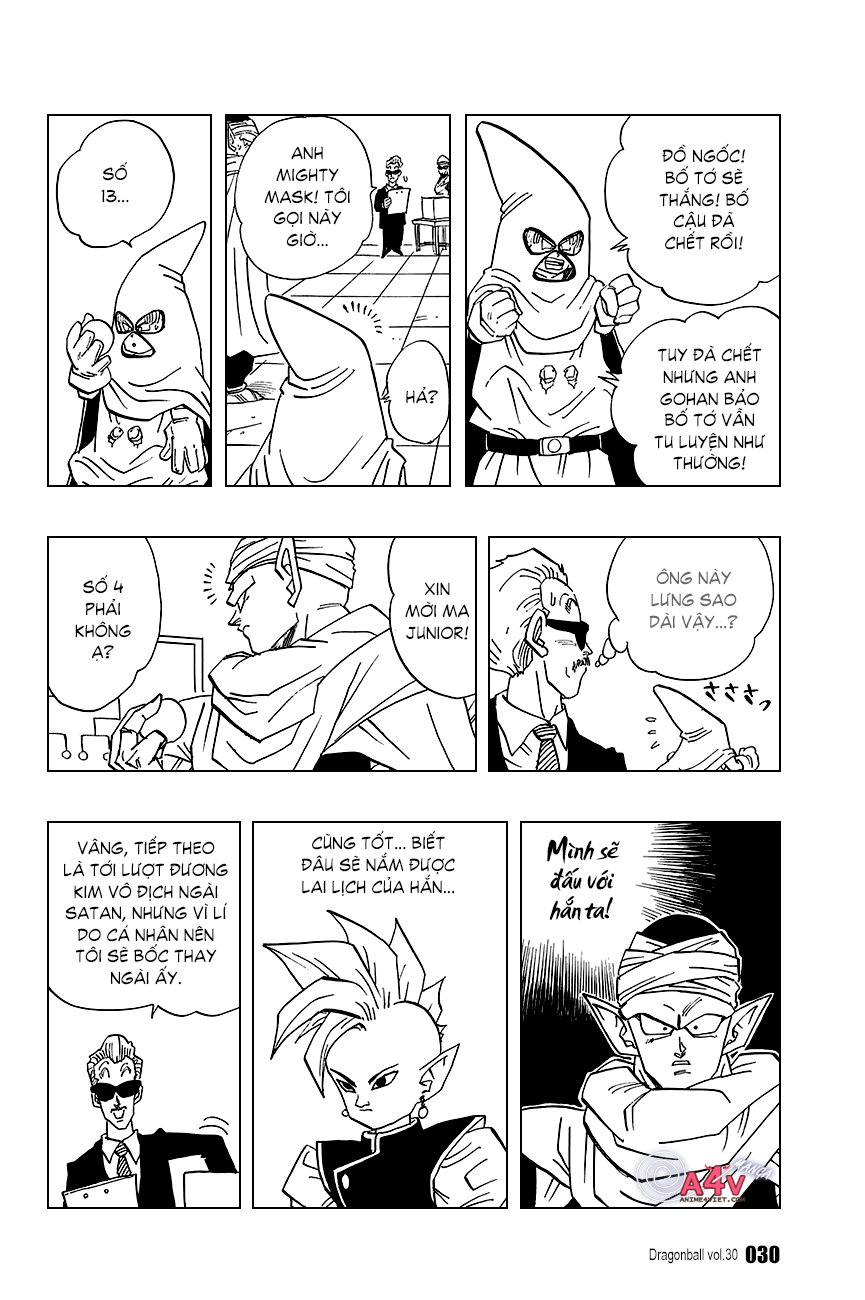 ĐỒ NGỐC!
BỐ TỚ SẼ
THẮNG! BỐ
CẬU ĐÃ
CHẾT RỒI!
TUY ĐÃ CHẾT
NHƯNG ANH
GOHAN BẢO
BỐ TỚ VẪN
TU LUYỆN NHƯ
THƯỜNG!
ANH
MIGHTY
MASK! TÔI
GỌI NÃY
GIỜ...
HẢ?
SỐ
13...
ÔNG NÀY
LƯNG SAO
DÀI VẬY...?
ささささッ
XIN
MỜI MA
JUNIOR!
SỐ 4
PHẢI
KHÔNG
Ạ?
Mình sẽ
đấu với
hắn ta!
CŨNG TỐT... BIẾT
ĐÂU SẼ NẮM ĐƯỢC
LAI LỊCH CỦA HẮN...
VÂNG, TIẾP THEO
LÀ TỚI LƯỢT ĐƯƠNG
KIM VÔ ĐỊCH NGÀI
SATAN, NHƯNG VÌ LÍ
DO CÁ NHÂN NÊN
TÔI SẼ BỐC THAY
NGÀI ẤY.
MANGA
A4V
ANIME4VIET.COM
Dragonball vol.30 030